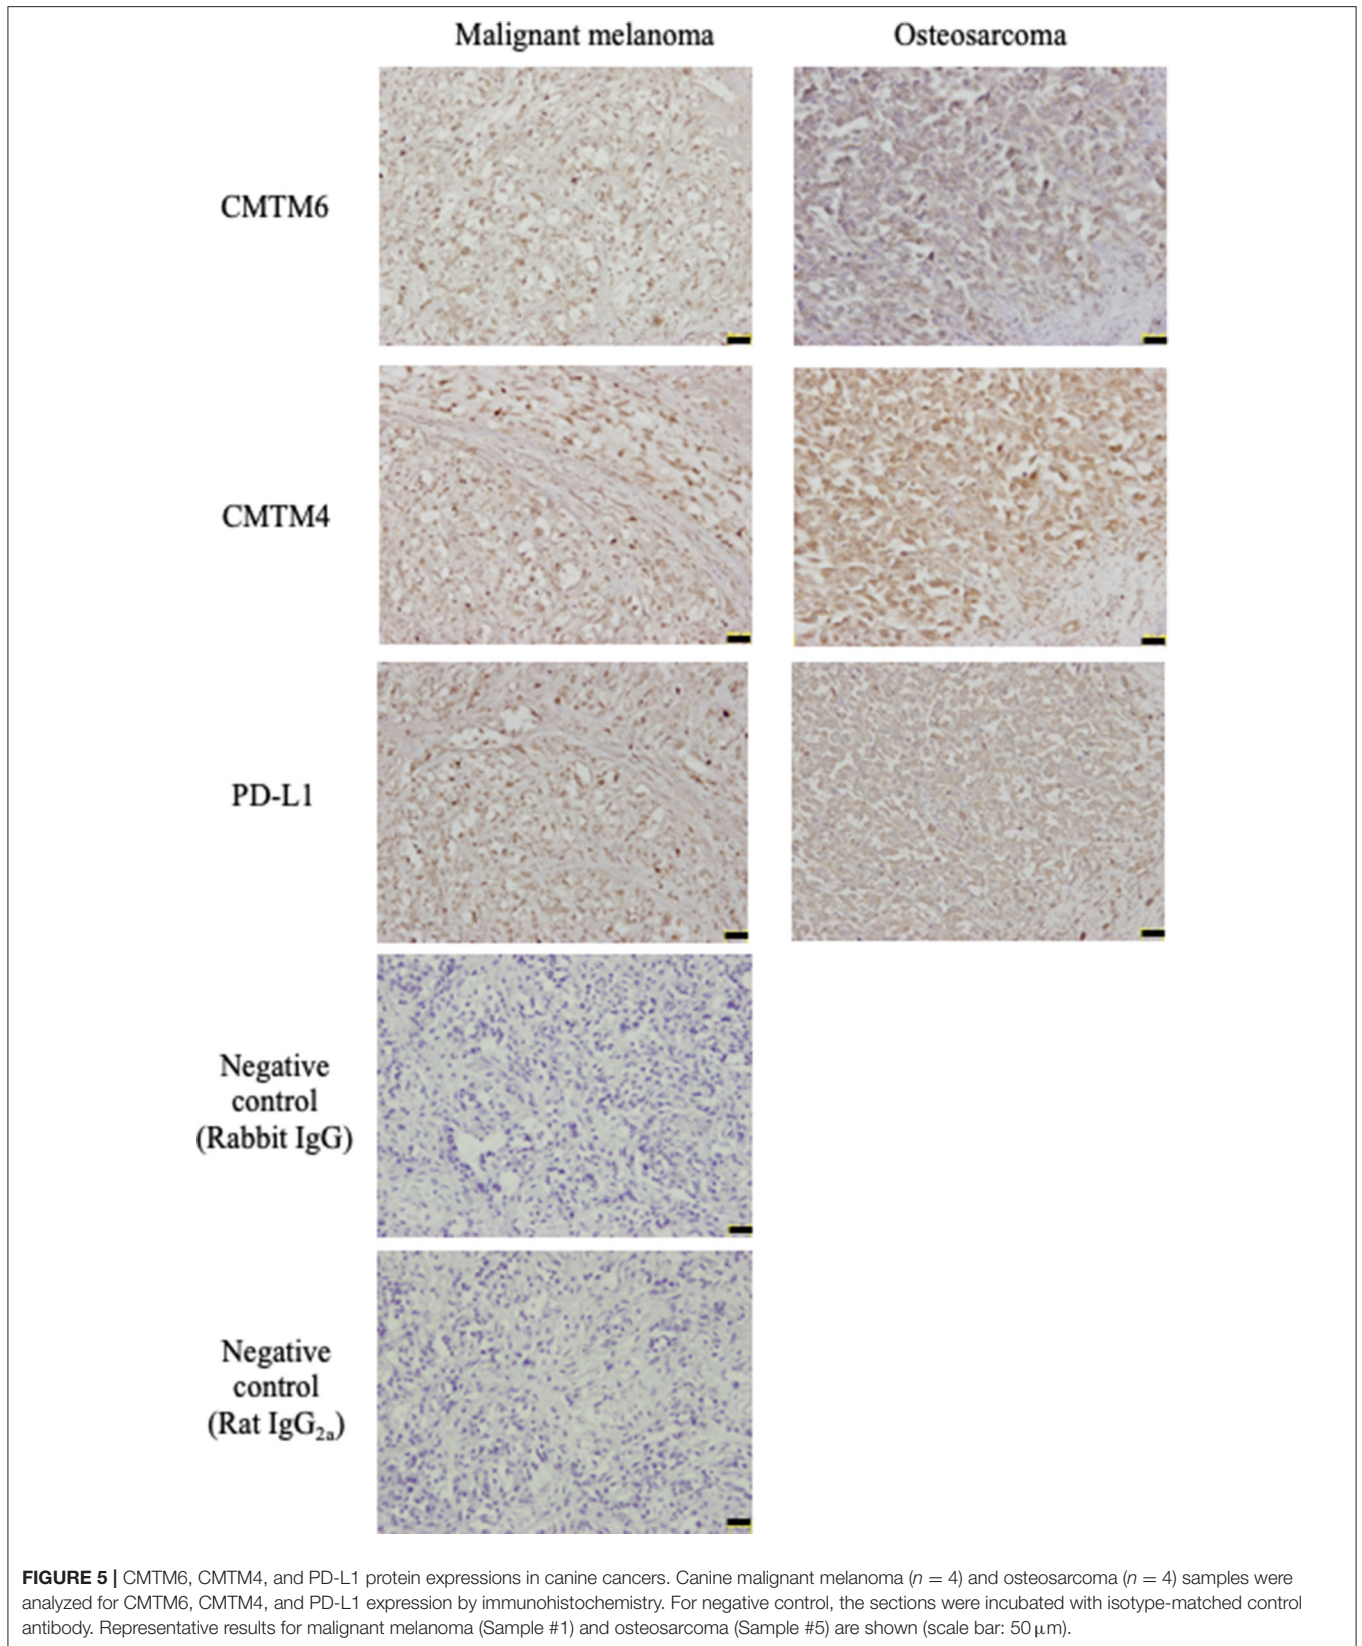 Malignant melanoma Osteosarcoma
CMTM6
CMTM4
PD-L1
Negative
control
(Rabbit IgG)
Negative
control
(Rat IgG2a)
FIGURE 5 | CMTM6, CMTM4, and PD-L1 protein expressions in canine cancers. Canine malignant melanoma (n = 4) and osteosarcoma (n = 4) samples were
analyzed for CMTM6, CMTM4, and PD-L1 expression by immunohistochemistry. For negative control, the sections were incubated with isotype-matched control
antibody. Representative results for malignant melanoma (Sample #1) and osteosarcoma (Sample #5) are shown (scale bar: 50 μm).